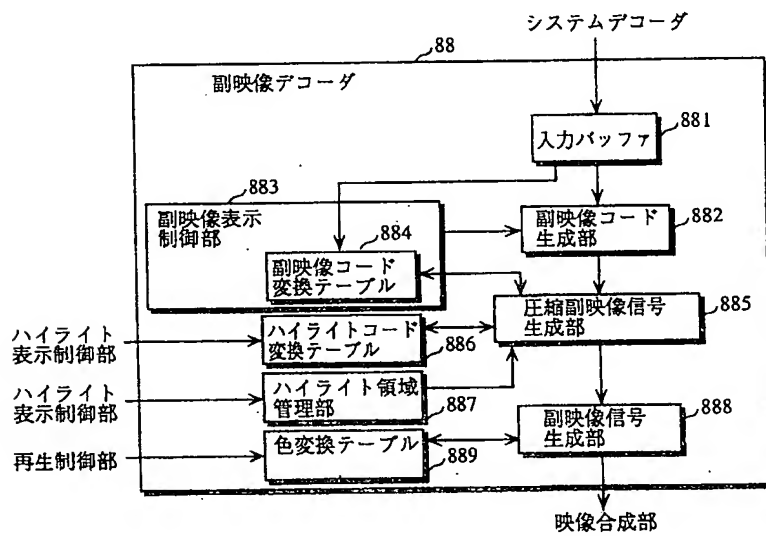 システムデコーダ
88
副映像デコーダ
881
入力バッファ
883
副映像表示
制御部
884
副映像コード
変換テーブル
副映像コード
生成部
882
ハイライト
表示制御部
ハイライトコード
変換テーブル
886
圧縮副映像信号
生成部
885
ハイライト
表示制御部
ハイライト領域
管理部
887
副映像信号
生成部
888
再生制御部
色変換テーブル
889
映像合成部